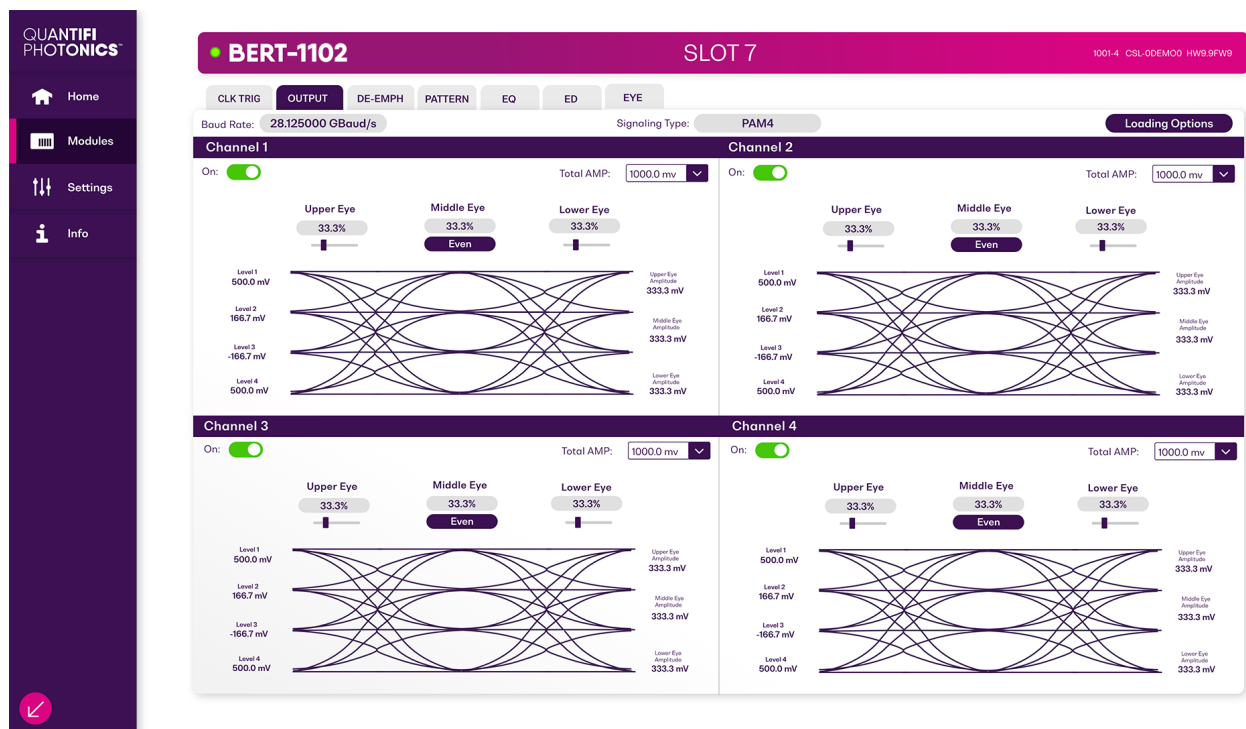 QUANTIFI
PHOTONICS™
Home
Modules
Settings
Info
BERT-1102
SLOT 7
1001-4 CSL-0DEMO0 HW9.9FW9
CLK TRIG
OUTPUT
DE-EMPH
PATTERN
EQ
ED
EYE
Baud Rate: 28.125000 GBaud/s
Signaling Type: PAM4
Loading Options
Channel 1
On:
Total AMP: 1000.0 mv
Upper Eye
Middle Eye
Lower Eye
33.3%
33.3%
33.3%
Even
Level 1
500.0 mV
Level 2
166.7 mV
Level 3
-166.7 mV
Level 4
500.0 mV
Upper Eye
Amplitude
333.3 mV
Middle Eye
Amplitude
333.3 mV
Lower Eye
Amplitude
333.3 mV
Channel 2
On:
Total AMP: 1000.0 mv
Upper Eye
Middle Eye
Lower Eye
33.3%
33.3%
33.3%
Even
Level 1
500.0 mV
Level 2
166.7 mV
Level 3
-166.7 mV
Level 4
500.0 mV
Upper Eye
Amplitude
333.3 mV
Middle Eye
Amplitude
333.3 mV
Lower Eye
Amplitude
333.3 mV
Channel 3
On:
Total AMP: 1000.0 mv
Upper Eye
Middle Eye
Lower Eye
33.3%
33.3%
33.3%
Even
Level 1
500.0 mV
Level 2
166.7 mV
Level 3
-166.7 mV
Level 4
500.0 mV
Upper Eye
Amplitude
333.3 mV
Middle Eye
Amplitude
333.3 mV
Lower Eye
Amplitude
333.3 mV
Channel 4
On:
Total AMP: 1000.0 mv
Upper Eye
Middle Eye
Lower Eye
33.3%
33.3%
33.3%
Even
Level 1
500.0 mV
Level 2
166.7 mV
Level 3
-166.7 mV
Level 4
500.0 mV
Upper Eye
Amplitude
333.3 mV
Middle Eye
Amplitude
333.3 mV
Lower Eye
Amplitude
333.3 mV